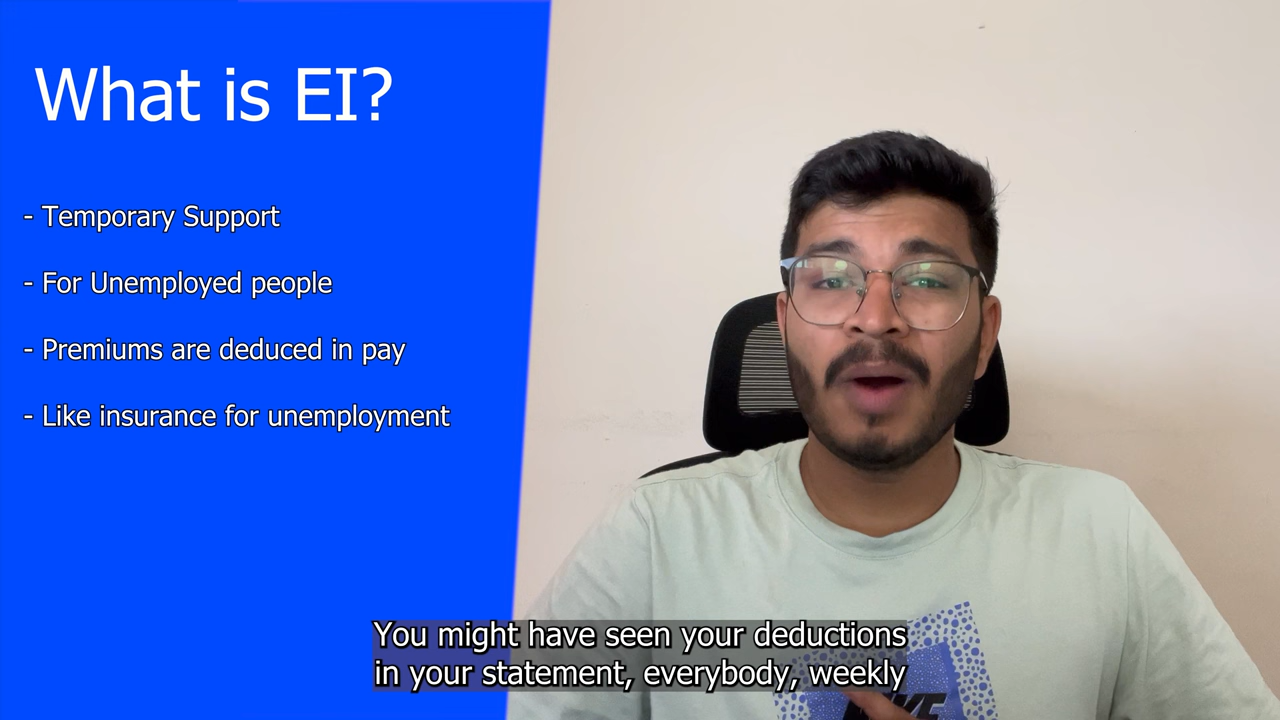 What is EI?
- Temporary Support
- For Unemployed people
- Premiums are deduced in pay
- Like insurance for unemployment
You might have seen your deductions
in your statement, everybody, weekly